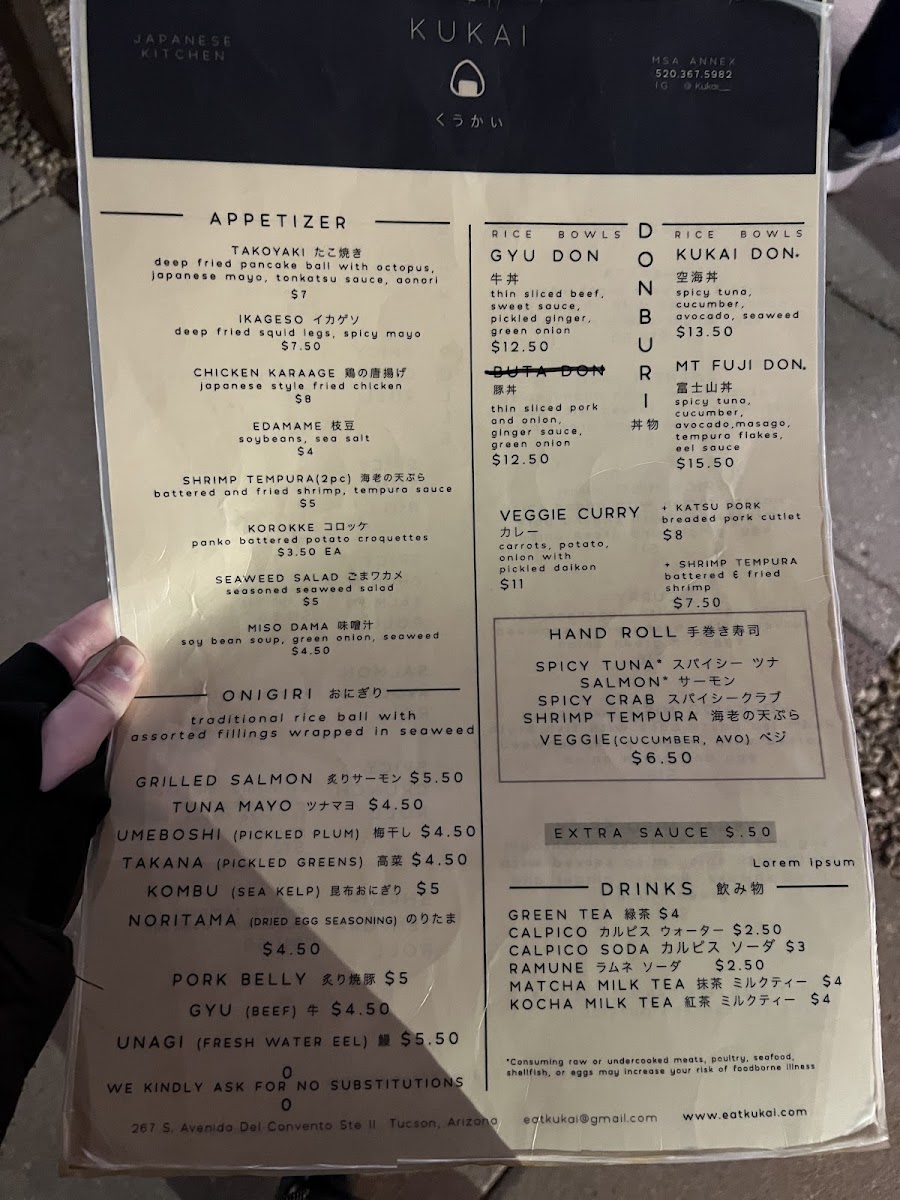 JAPANESE
KITCHEN
KUKAI
くうかい
MSA ANNEX
520.367.5982
IG @Kukai__
APPETIZER
TAKOYAKI たこ焼き
deep fried pancake ball with octopus,
japanese mayo, tonkatsu sauce, aonori
$7
IKAGESO イカゲソ
deep fried squid legs, spicy mayo
$7.50
CHICKEN KARAAGE 鶏の唐揚げ
japanese style fried chicken
$8
EDAMAME 枝豆
soybeans, sea salt
$4
SHRIMP TEMPURA(2pc) 海老の天ぷら
battered and fried shrimp, tempura sauce
$5
KOROKKE コロッケ
panko battered potato croquettes
$3.50 EA
SEAWEED SALAD ごまワカメ
seasoned seaweed salad
$5
MISO DAMA 味噌汁
soy bean soup, green onion, seaweed
$4.50
ONIGIRI おにぎり
traditional rice ball with
assorted fillings wrapped in seaweed
GRILLED SALMON 炙りサーモン $5.50
TUNA MAYO ツナマヨ $4.50
UMEBOSHI (PICKLED PLUM) 梅干し $4.50
TAKANA (PICKLED GREENS) 高菜 $4.50
KOMBU (SEA KELP) 昆布おにぎり $5
NORITAMA (DRIED EGG SEASONING) のりたま
$4.50
PORK BELLY 炙り焼豚 $5
GYU (BEEF) 牛 $4.50
UNAGI (FRESH WATER EEL) 鰻 $5.50
0
WE KINDLY ASK FOR NO SUBSTITUTIONS
0
267 S. Avenida Del Convento Ste 11 Tucson, Arizona
DONBURI
丼物
RICE BOWLS
GYU DON
牛丼
thin sliced beef,
sweet sauce,
pickled ginger,
green onion
$12.50
BUTA DON
豚丼
thin sliced pork
and onion,
ginger sauce,
green onion
$12.50
RICE BOWLS
KUKAI DON*
空海丼
spicy tuna,
cucumber,
avocado, seaweed
$13.50
MT FUJI DON*
富士山丼
spicy tuna,
cucumber,
avocado,masago,
tempura flakes,
eel sauce
$15.50
VEGGIE CURRY
カレー
carrots, potato,
onion with
pickled daikon
$11
+ KATSU PORK
breaded pork cutlet
$8
+ SHRIMP TEMPURA
battered & fried
shrimp
$7.50
HAND ROLL 手巻き寿司
SPICY TUNA* スパイシー ツナ
SALMON* サーモン
SPICY CRAB スパイシークラブ
SHRIMP TEMPURA 海老の天ぷら
VEGGIE(CUCUMBER, AVO) ベジ
$6.50
EXTRA SAUCE $.50
Lorem ipsum
DRINKS 飲み物
GREEN TEA 緑茶 $4
CALPICO カルピス ウォーター $2.50
CALPICO SODA カルピス ソーダ $3
RAMUNE ラムネ ソーダ $2.50
MATCHA MILK TEA 抹茶 ミルクティー $4
KOCHA MILK TEA 紅茶 ミルクティー $4
*Consuming raw or undercooked meats, poultry, seafood,
shellfish, or eggs may increase your risk of foodborne illness
eatkukai@gmail.com
www.eatkukai.com